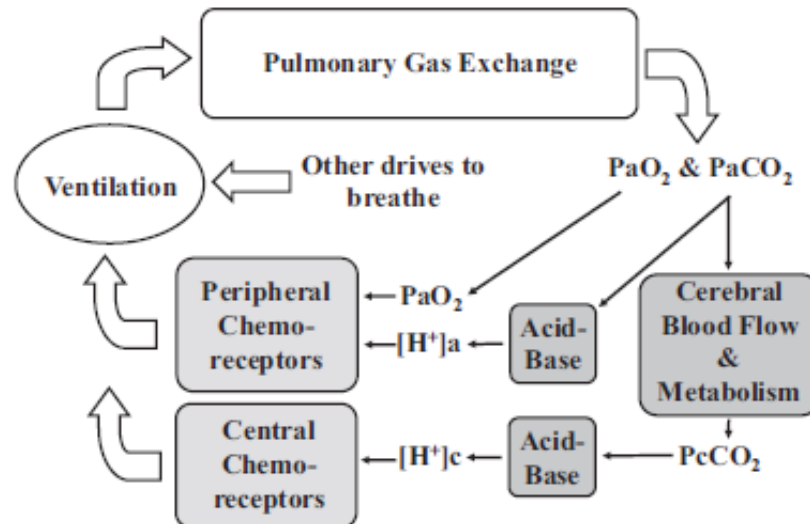 Pulmonary Gas Exchange
Other drives to
breathe
Ventilation
PaO₂ & PaCO₂
Peripheral
Chemo-
receptors
PaO₂
[H⁺]a
Acid-
Base
Cerebral
Blood Flow
&
Metabolism
Central
Chemo-
receptors
[H⁺]c
Acid-
Base
PcCO₂